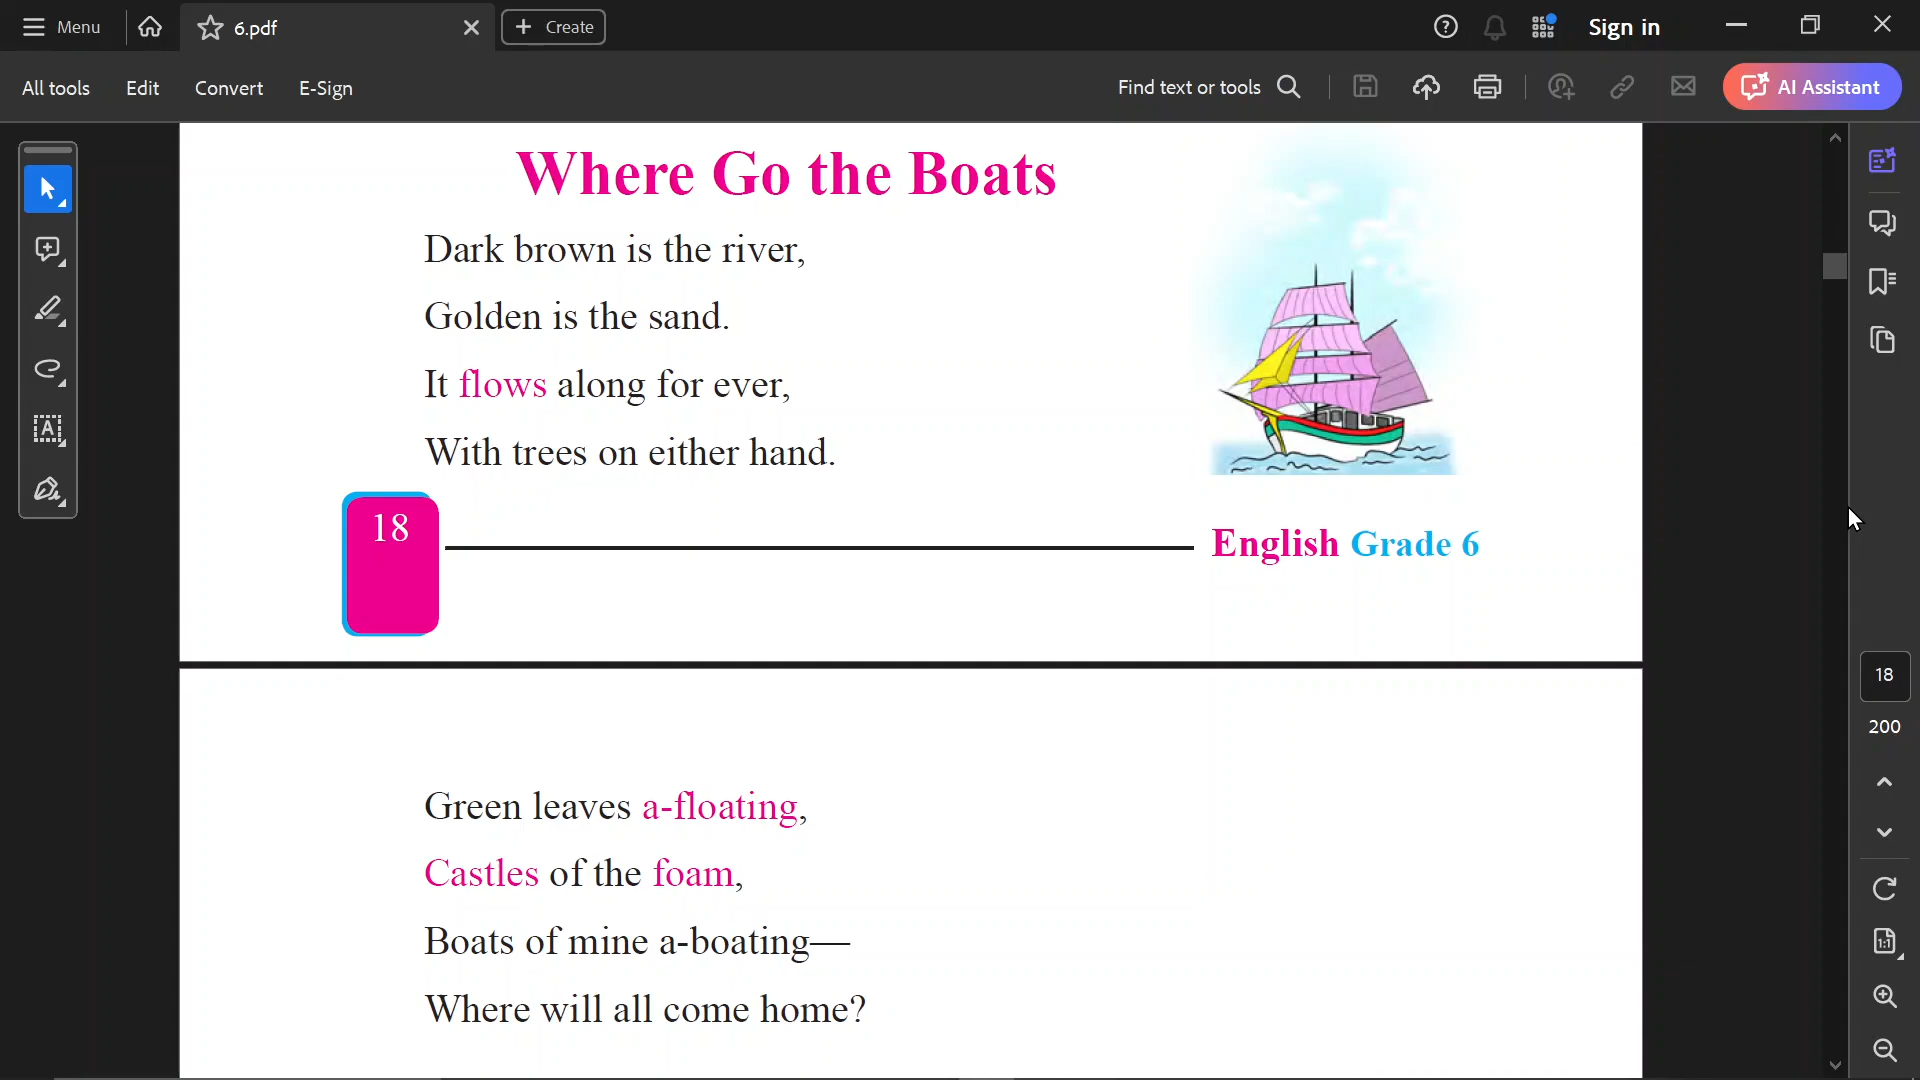 Menu
6.pdf
Create
Sign in
All tools
Edit
Convert
E-Sign
Find text or tools
AI Assistant
Where Go the Boats
Dark brown is the river,
Golden is the sand.
It flows along for ever,
With trees on either hand.
18
English Grade 6
Green leaves a-floating,
Castles of the foam,
Boats of mine a-boating—
Where will all come home?
18
200
1:1